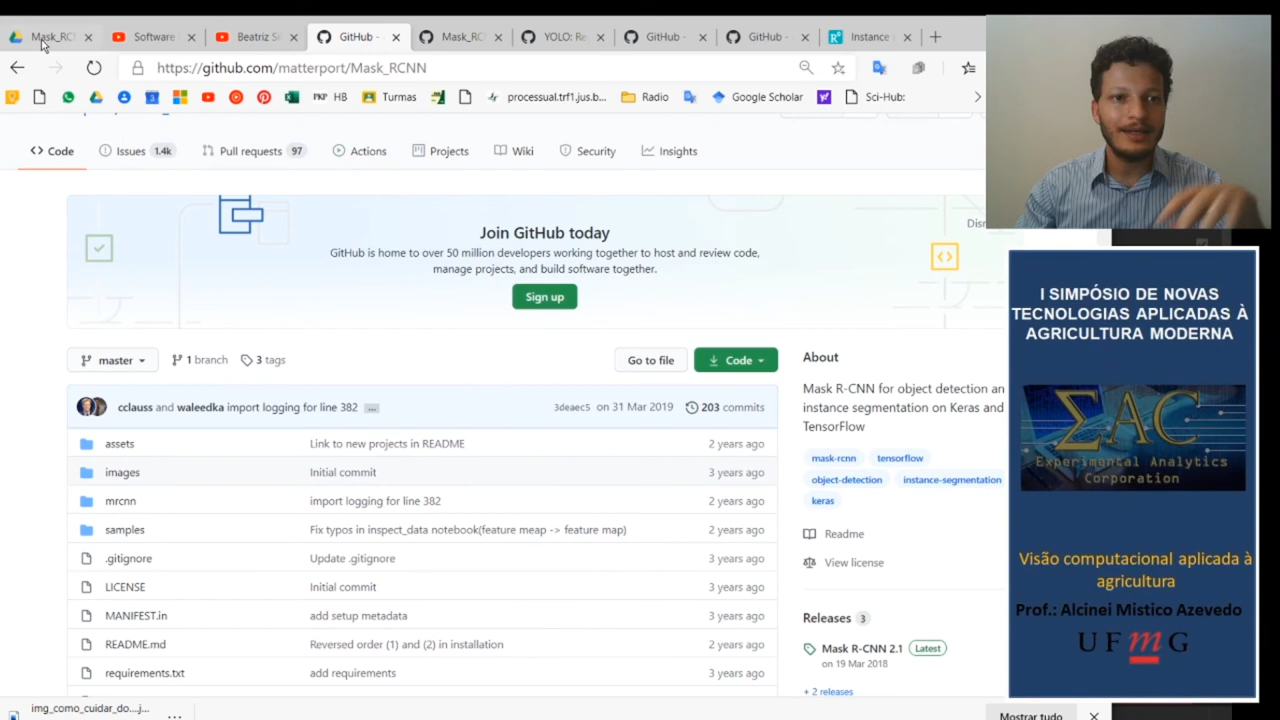 Mask_RC
Software
Beatriz S
GitHub -
Mask_RC
YOLO: Re
GitHub -
GitHub -
Instance
https://github.com/matterport/Mask_RCNN
PKP HB
Turmas
processual.trf1.jus.b...
Radio
Google Scholar
Sci-Hub:
Code
Issues 1.4k
Pull requests 97
Actions
Projects
Wiki
Security
Insights
Join GitHub today
GitHub is home to over 50 million developers working together to host and review code,
manage projects, and build software together.
Sign up
Dis
master
1 branch
3 tags
Go to file
Code
cclauss and waleedka import logging for line 382 ...
3deaec5 on 31 Mar 2019
203 commits
assets Link to new projects in README 2 years ago
images Initial commit 3 years ago
mrcnn import logging for line 382 2 years ago
samples Fix typos in inspect_data notebook(feature meap -> feature map) 2 years ago
.gitignore Update .gitignore 3 years ago
LICENSE Initial commit 3 years ago
MANIFEST.in add setup metadata 3 years ago
README.md Reversed order (1) and (2) in installation 2 years ago
requirements.txt add requirements 3 years ago
About
Mask R-CNN for object detection an
instance segmentation on Keras and
TensorFlow
mask-rcnn tensorflow
object-detection instance-segmentation
keras
Readme
View license
Releases 3
Mask R-CNN 2.1 Latest
on 19 Mar 2018
+ 2 releases
img_como_cuidar_do...j...
...
Mostrar tudo
I SIMPÓSIO DE NOVAS
TECNOLOGIAS APLICADAS À
AGRICULTURA MODERNA
ΣAC
Experimental Analytics
Corporation
Visão computacional aplicada à
agricultura
Prof.: Alcinei Mistico Azevedo
UFmG